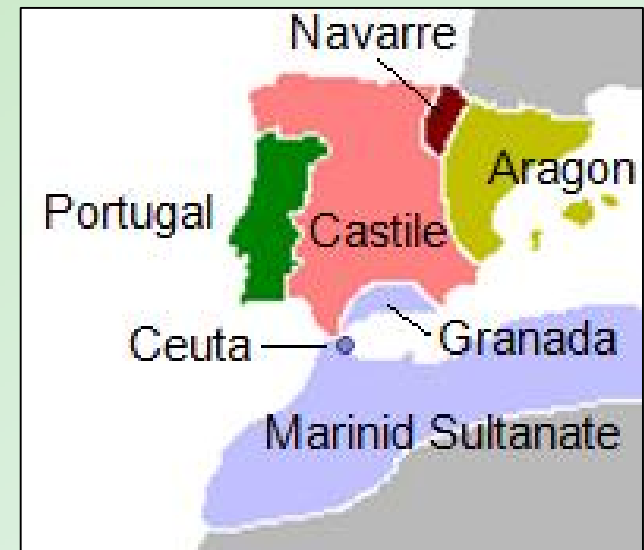 Navarre
Aragon
Portugal
Castile
Ceuta
Granada
Marinid Sultanate